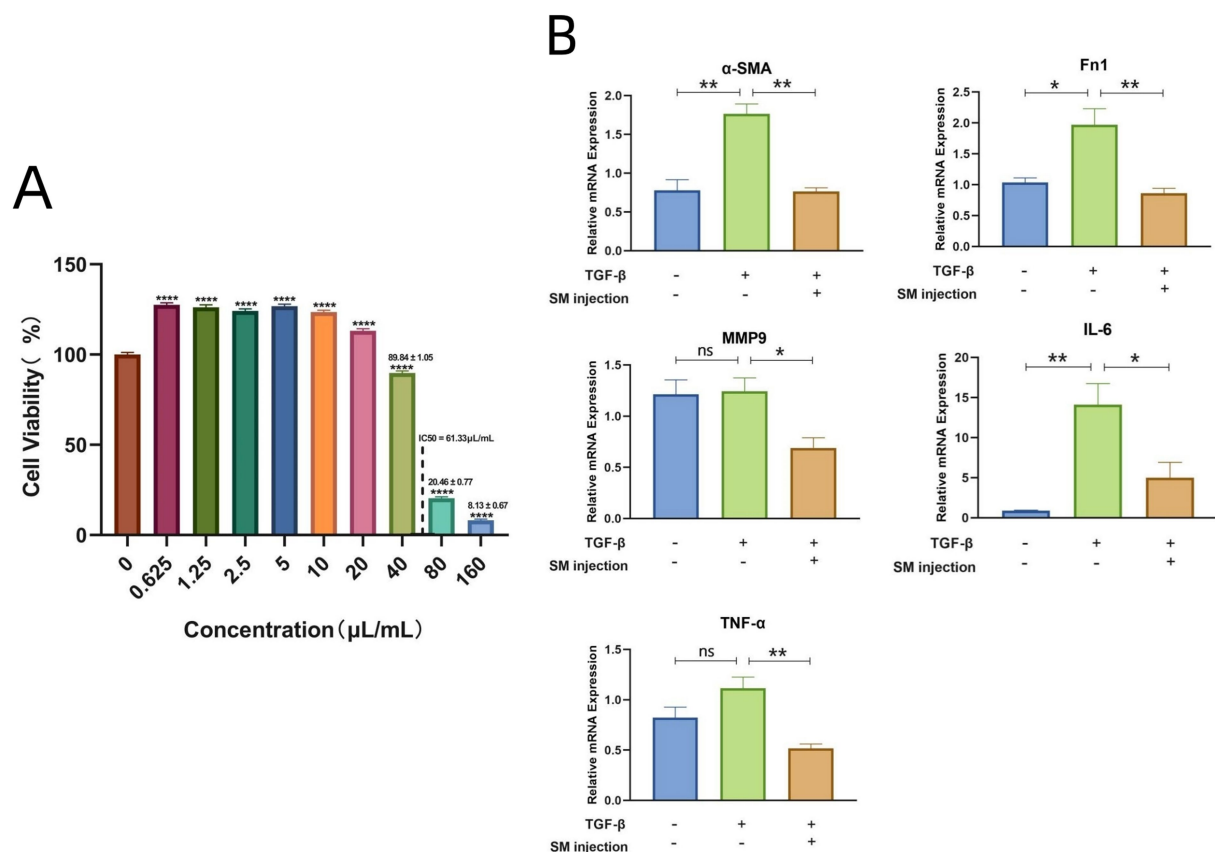 A
150
100
50
0
Cell Viability( %)
****
****
****
****
****
****
89.84 ± 1.05
****
IC50 = 61.33μL/mL
20.46 ± 0.77
****
8.13 ± 0.67
****
0 0.625 1.25 2.5 5 10 20 40 80 160
Concentration(μL/mL)
B
α-SMA
** **
2.0
1.5
1.0
0.5
0.0
Relative mRNA Expression
TGF-β - + +
SM injection - - +
Fn1
* **
2.5
2.0
1.5
1.0
0.5
0.0
Relative mRNA Expression
TGF-β - + +
SM injection - - +
MMP9
ns *
1.5
1.0
0.5
0.0
Relative mRNA Expression
TGF-β - + +
SM injection - - +
IL-6
** *
20
15
10
5
0
Relative mRNA Expression
TGF-β - + +
SM injection - - +
TNF-α
ns **
1.5
1.0
0.5
0.0
Relative mRNA Expression
TGF-β - + +
SM injection - - +